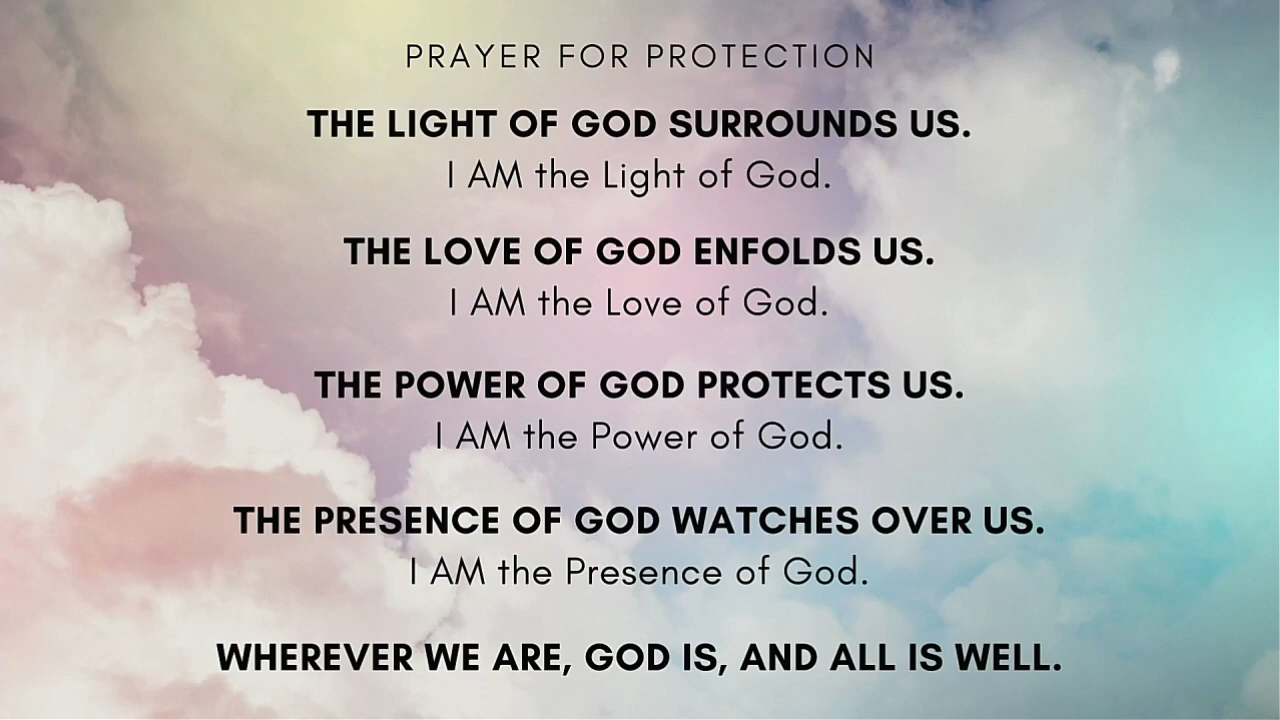 PRAYER FOR PROTECTION
THE LIGHT OF GOD SURROUNDS US.
I AM the Light of God.
THE LOVE OF GOD ENFOLDS US.
I AM the Love of God.
THE POWER OF GOD PROTECTS US.
I AM the Power of God.
THE PRESENCE OF GOD WATCHES OVER US.
I AM the Presence of God.
WHEREVER WE ARE, GOD IS, AND ALL IS WELL.